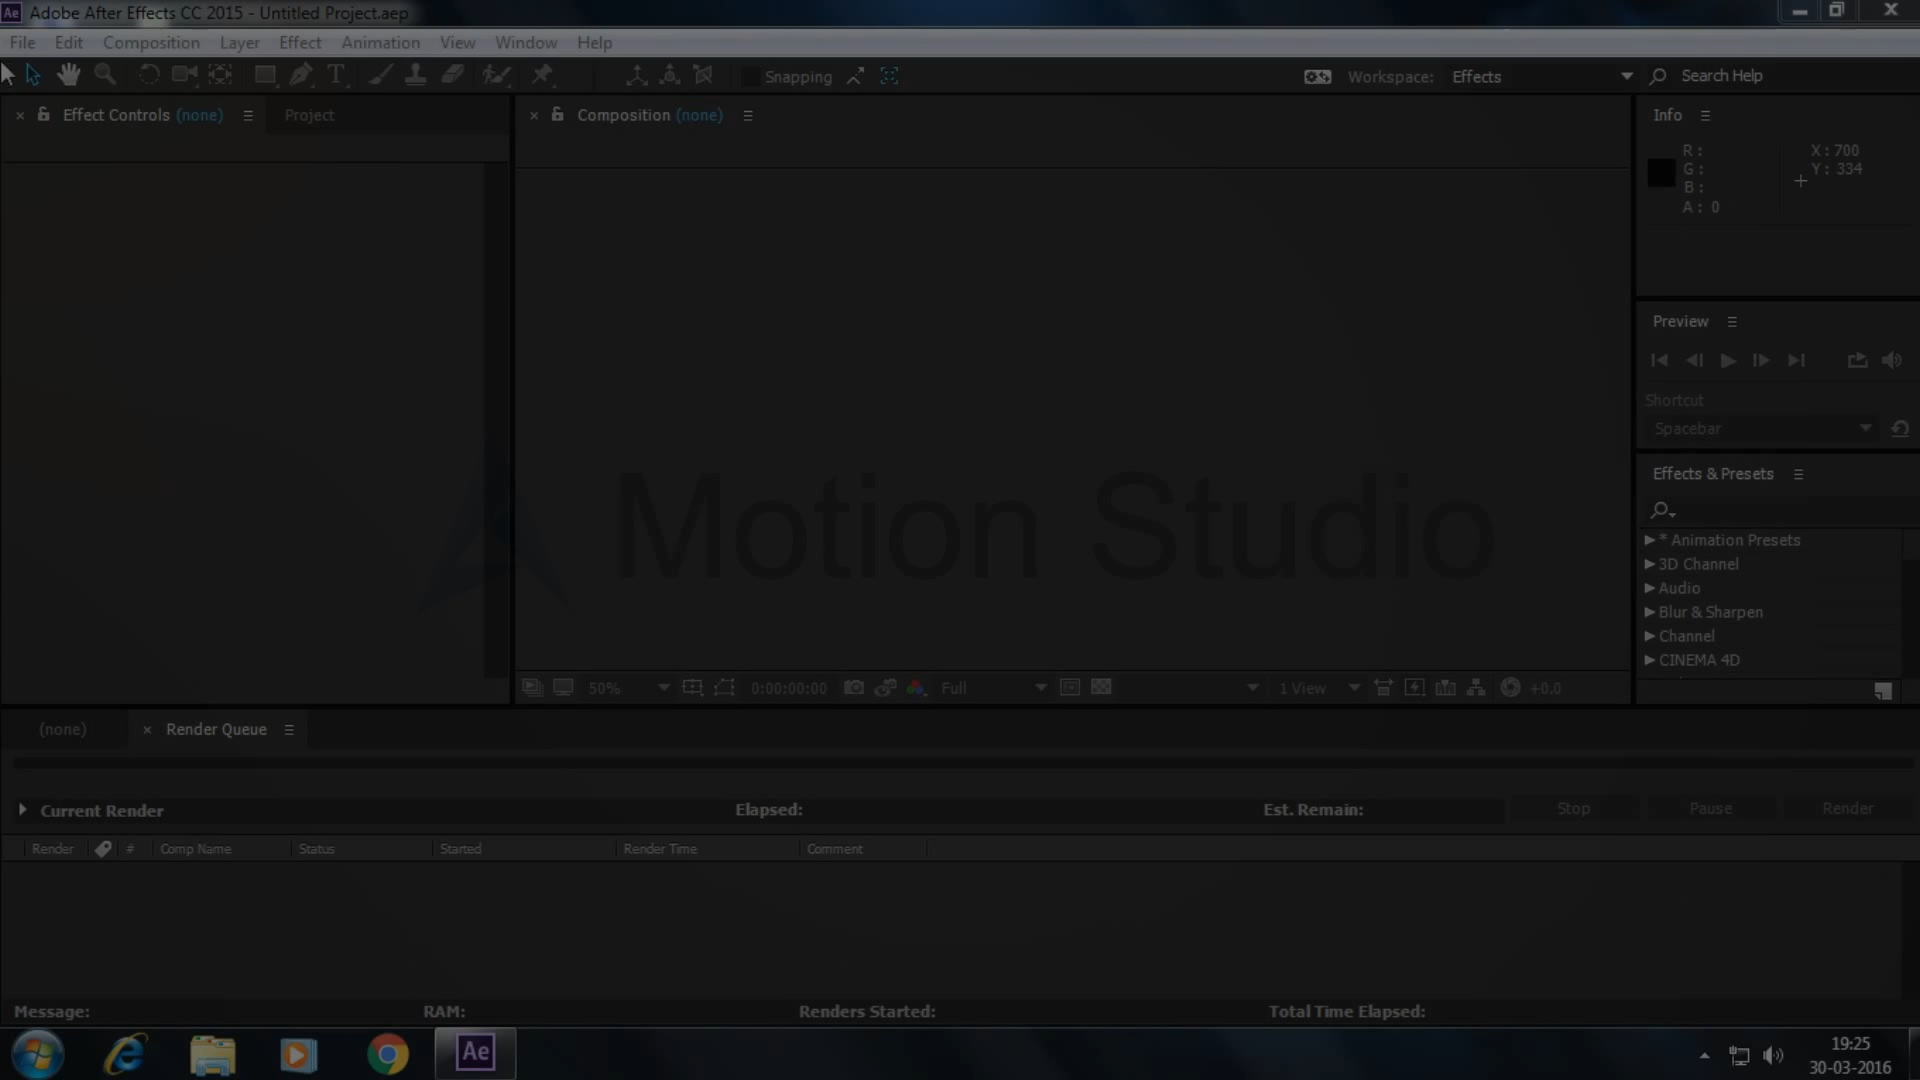 Ae Adobe After Effects CC 2015 - Untitled Project.aep
File Edit Composition Layer Effect Animation View Window Help
Snapping Workspace: Effects Search Help
Effect Controls (none) Project
Composition (none)
Info
R :
G :
B :
A : 0
X : 700
Y : 334
Preview
Shortcut
Spacebar
Motion Studio
Effects & Presets
* Animation Presets
3D Channel
Audio
Blur & Sharpen
Channel
CINEMA 4D
50% 0:00:00:00 Full 1 View +0.0
(none) Render Queue
Current Render Elapsed: Est. Remain: Stop Pause Render
Render # Comp Name Status Started Render Time Comment
Message: RAM: Renders Started: Total Time Elapsed:
Ae
19:25
30-03-2016